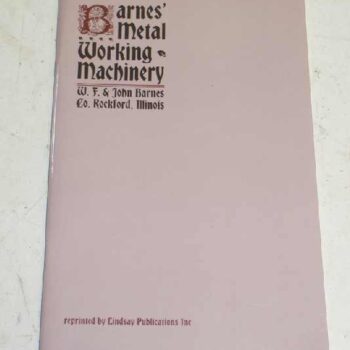 Barnes'
Metal
Working
Machinery
W. F. & John Barnes
Co. Rockford, Illinois
reprinted by Lindsay Publications Inc